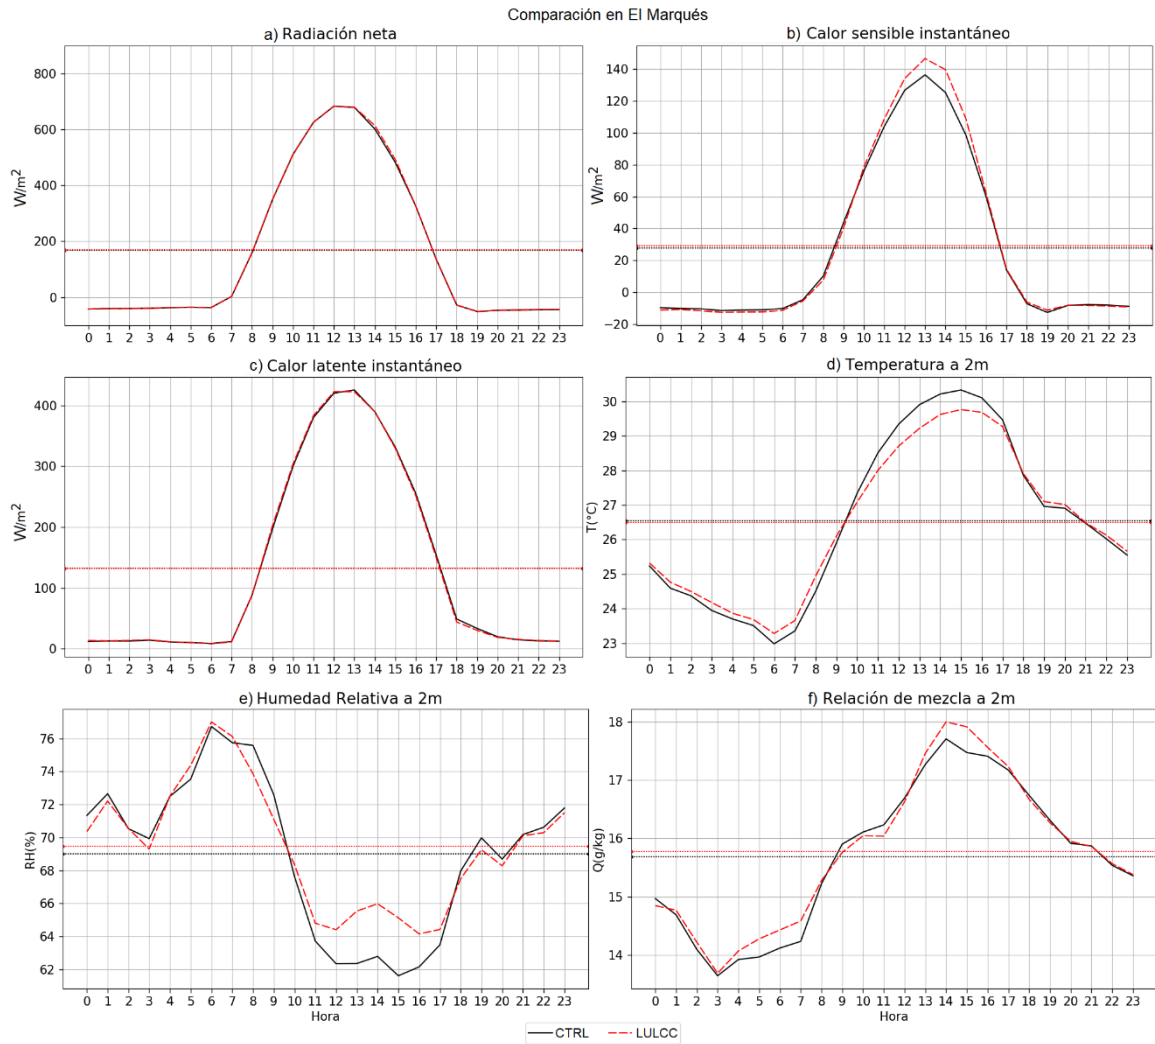 Comparación en El Marqués
a) Radiación neta
800
600
400
200
0
W/m²
0 1 2 3 4 5 6 7 8 9 10 11 12 13 14 15 16 17 18 19 20 21 22 23
b) Calor sensible instantáneo
140
120
100
80
60
40
20
0
−20
W/m²
0 1 2 3 4 5 6 7 8 9 10 11 12 13 14 15 16 17 18 19 20 21 22 23
c) Calor latente instantáneo
400
300
200
100
0
W/m²
0 1 2 3 4 5 6 7 8 9 10 11 12 13 14 15 16 17 18 19 20 21 22 23
d) Temperatura a 2m
30
29
28
27
26
25
24
23
T(°C)
0 1 2 3 4 5 6 7 8 9 10 11 12 13 14 15 16 17 18 19 20 21 22 23
e) Humedad Relativa a 2m
76
74
72
70
68
66
64
62
RH(%)
0 1 2 3 4 5 6 7 8 9 10 11 12 13 14 15 16 17 18 19 20 21 22 23
Hora
f) Relación de mezcla a 2m
18
17
16
15
14
Q(g/kg)
0 1 2 3 4 5 6 7 8 9 10 11 12 13 14 15 16 17 18 19 20 21 22 23
Hora
CTRL LULCC